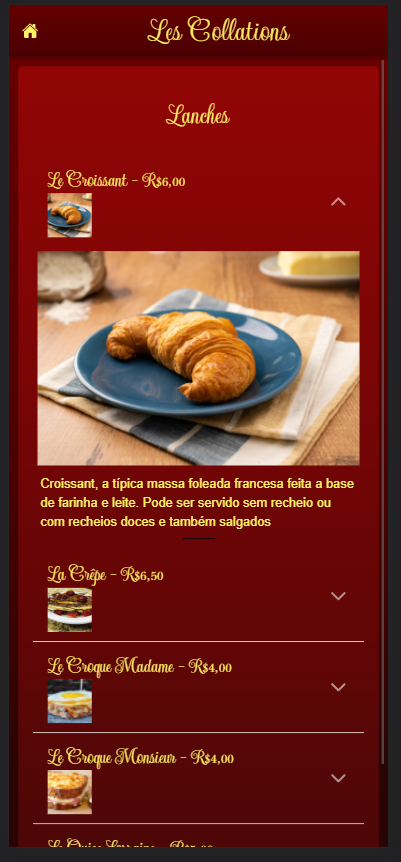 Les Collations
Lanches
Le Croissant - R$6,00
Croissant, a típica massa foleada francesa feita a base
de farinha e leite. Pode ser servido sem recheio ou
com recheios doces e também salgados
La Crêpe - R$6,50
Le Croque Madame - R$4,00
Le Croque Monsieur - R$4,00